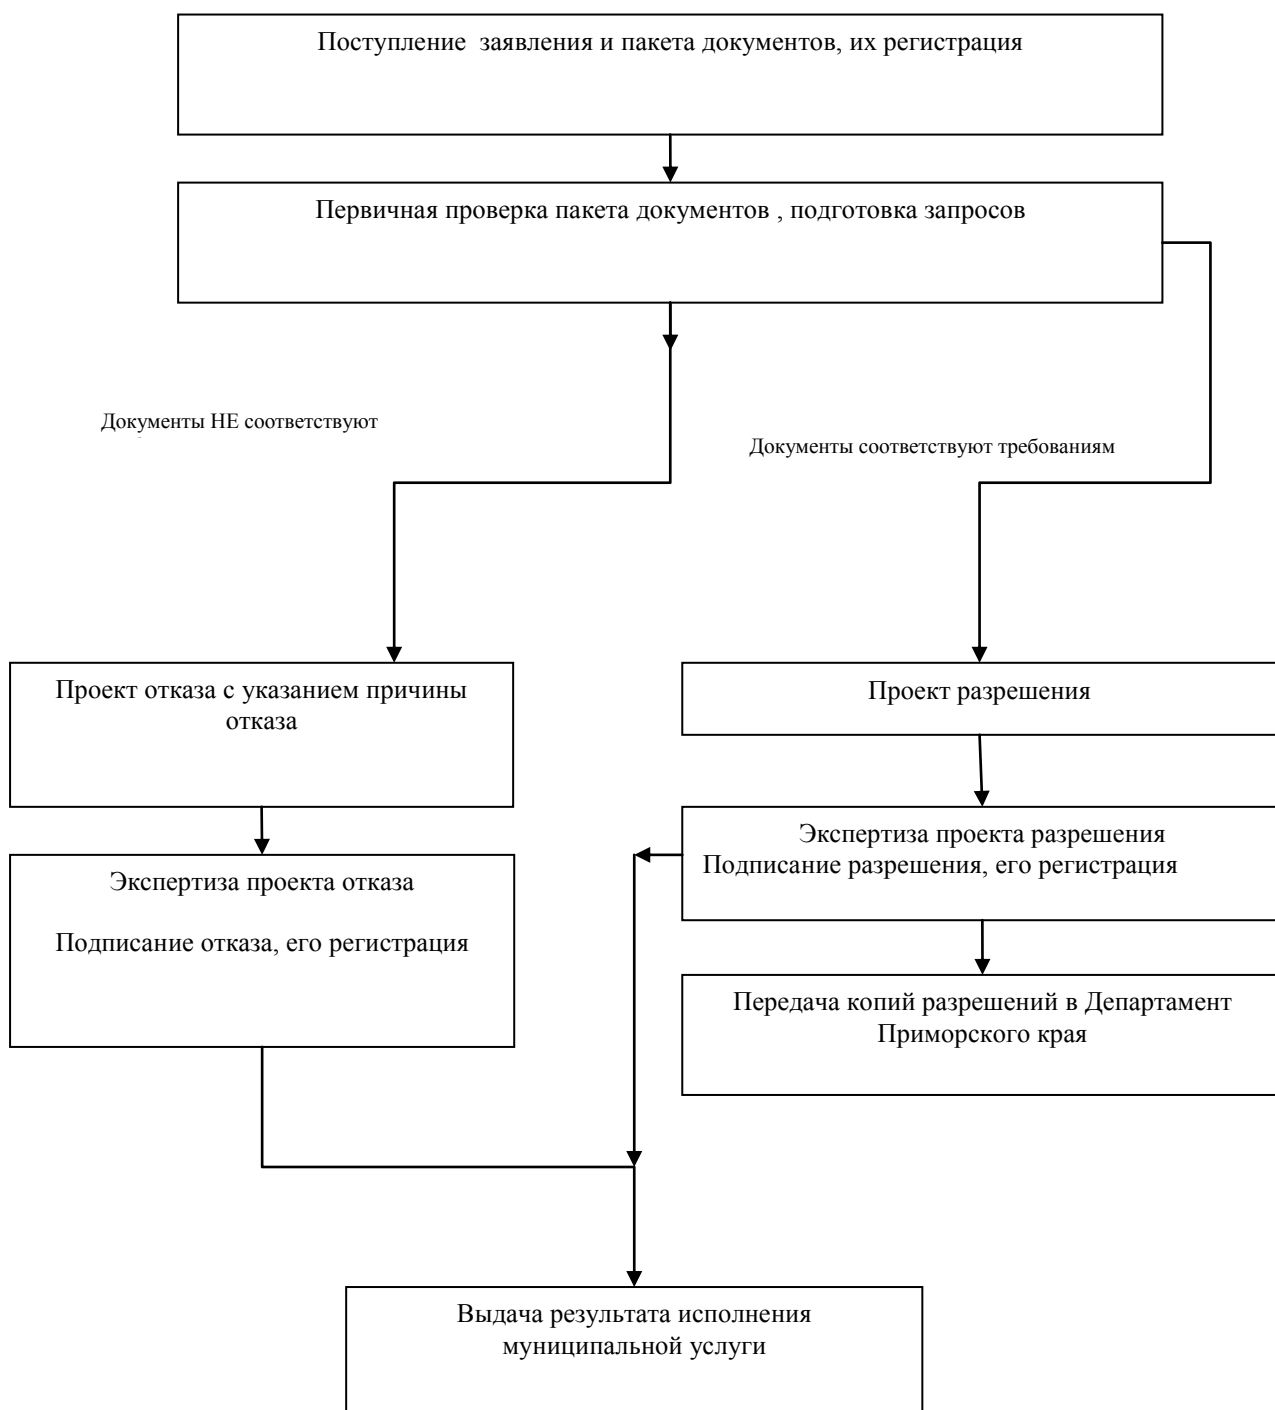 Поступление заявления и пакета документов, их регистрация
Первичная проверка пакета документов , подготовка запросов
Документы НЕ соответствуют
Документы соответствуют требованиям
Проект отказа с указанием причины
отказа
Проект разрешения
Экспертиза проекта отказа
Подписание отказа, его регистрация
Экспертиза проекта разрешения
Подписание разрешения, его регистрация
Передача копий разрешений в Департамент
Приморского края
Выдача результата исполнения
муниципальной услуги